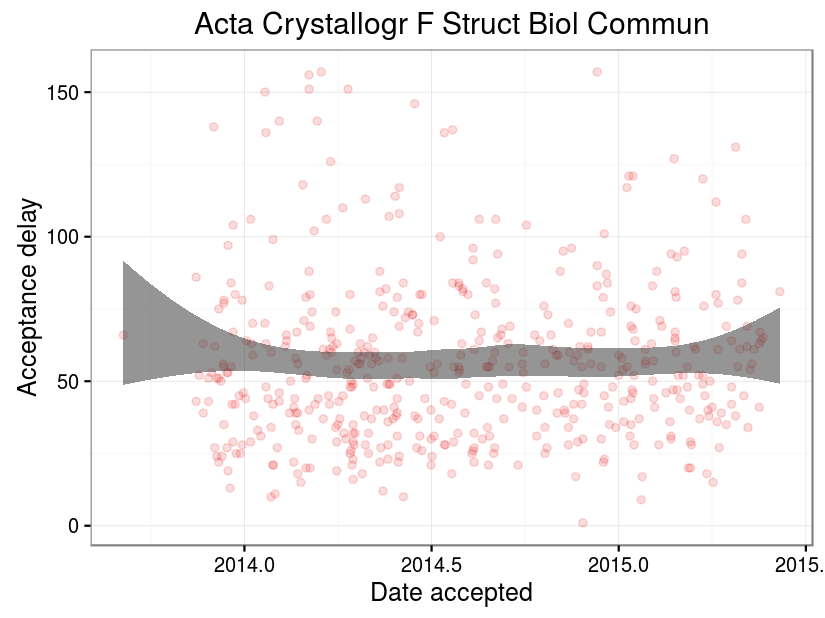 Acta Crystallogr F Struct Biol Commun
Acceptance delay
150
100
50
0
2014.0 2014.5 2015.0 2015.
Date accepted